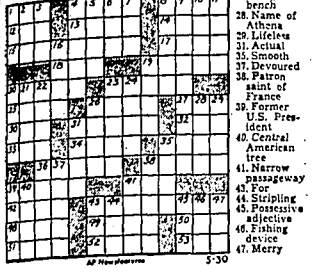 bench
28. Name of
Athena
29. Lifeless
31. Actual
35. Smooth
37. Devoured
38. Patron
saint of
France
39. Former
U.S. Pres-
ident
40. Central
American
tree
41. Narrow
passageway
43. For
44. Stripling
45. Possessive
adjective
46. Fishing
device
47. Merry
AP Newsfeatures 5-30